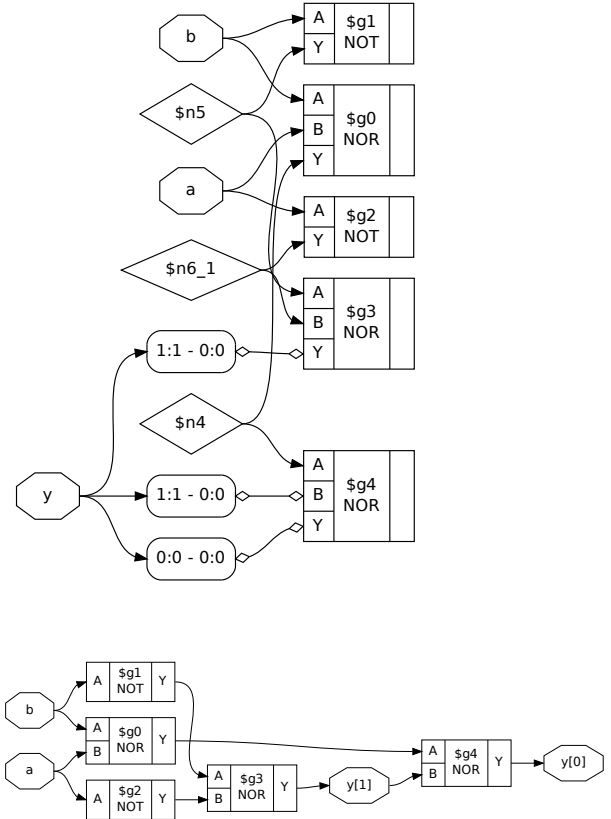 b
A
Y
$g1
NOT
$n5
A
B
Y
$g0
NOR
a
A
Y
$g2
NOT
$n6_1
A
B
Y
$g3
NOR
1:1 - 0:0
$n4
y
1:1 - 0:0
0:0 - 0:0
A
B
Y
$g4
NOR
b
A
$g1
NOT
Y
A
B
$g0
NOR
Y
a
A
$g2
NOT
Y
A
B
$g3
NOR
Y
y[1]
A
B
$g4
NOR
Y
y[0]